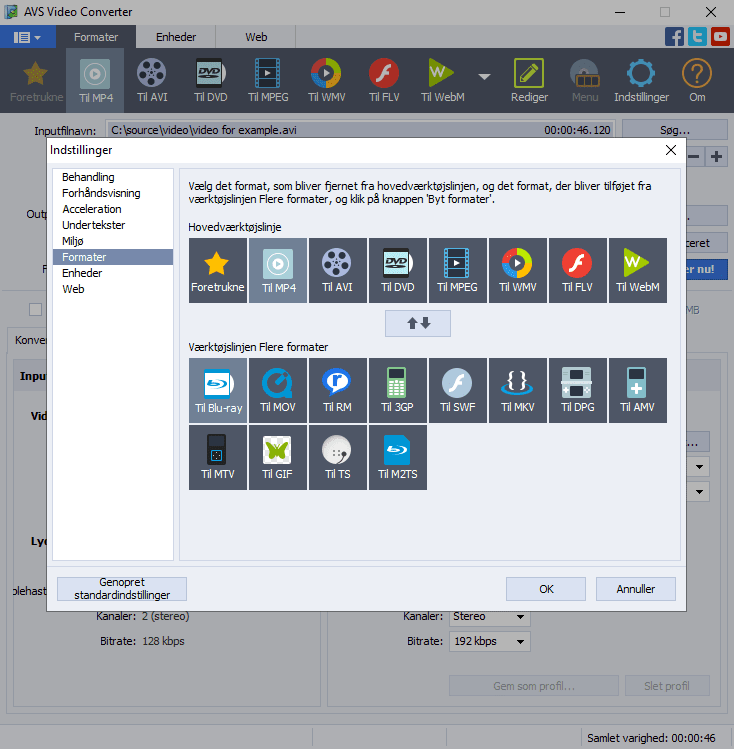 AVS Video Converter
Formater
Enheder
Web
Foretrukne
Til MP4
Til AVI
Til DVD
Til MPEG
Til WMV
Til FLV
Til WebM
Rediger
Menu
Indstillinger
Om
Inputfilnavn:
C:\source\video\video for example.avi
00:00:46.120
Søg...
Indstillinger
Behandling
Forhåndsvisning
Acceleration
Undertekster
Miljø
Formater
Enheder
Web
Vælg det format, som bliver fjernet fra hovedværktøjslinjen, og det format, der bliver tilføjet fra
værktøjslinjen Flere formater, og klik på knappen 'Byt formater'.
Hovedværktøjslinje
Foretrukne
Til MP4
Til AVI
Til DVD
Til MPEG
Til WMV
Til FLV
Til WebM
Værktøjslinjen Flere formater
Til Blu-ray
Til MOV
Til RM
Til 3GP
Til SWF
Til MKV
Til DPG
Til AMV
Til MTV
Til GIF
Til TS
Til M2TS
Genopret
standardindstillinger
OK
Annuller
Outp
ceret
er nu!
MB
Konver
Inpu
Vid
Lyd
plehast
Kanaler: 2 (stereo)
Bitrate: 128 kbps
Kanaler: Stereo
Bitrate: 192 kbps
Gem som profil...
Slet profil
Samlet varighed: 00:00:46